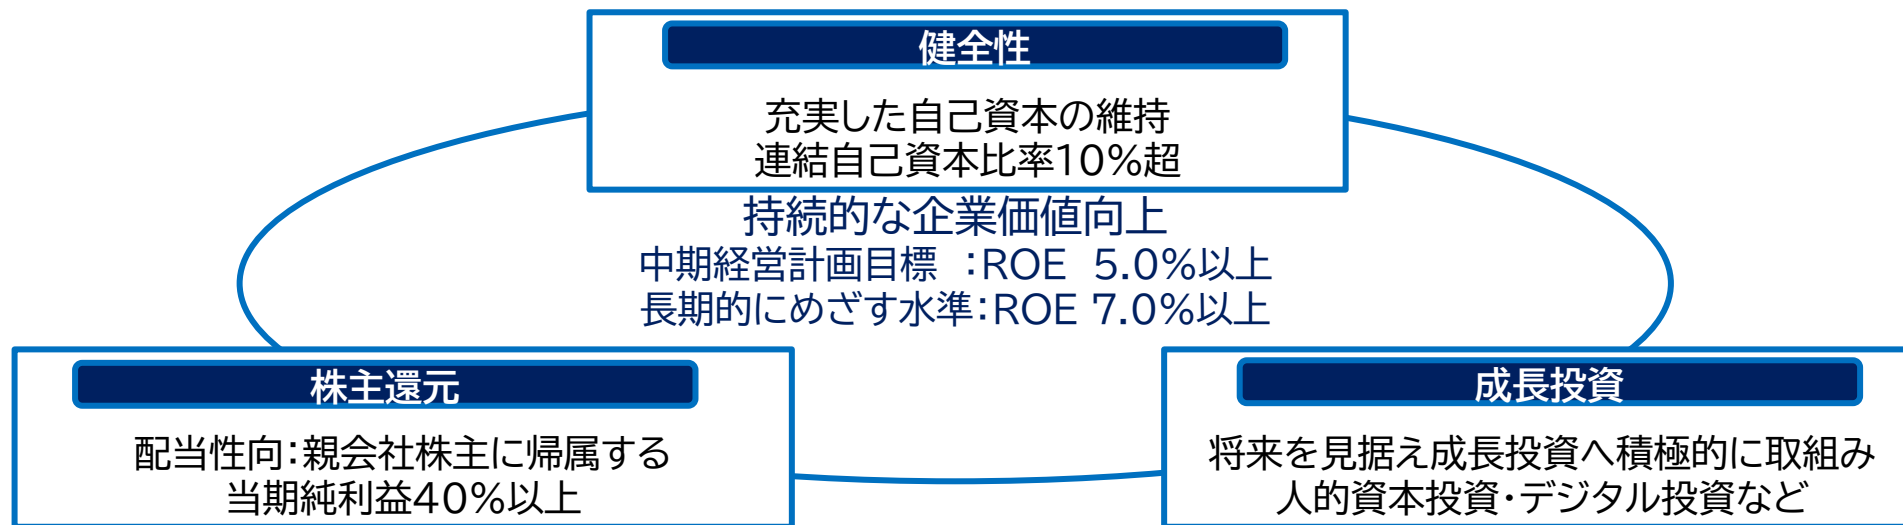 健全性
充実した自己資本の維持
連結自己資本比率10%超
持続的な企業価値向上
中期経営計画目標　:ROE　5.0%以上
長期的にめざす水準:ROE 7.0%以上
株主還元
配当性向:親会社株主に帰属する
当期純利益40%以上
成長投資
将来を見据え成長投資へ積極的に取組み
人的資本投資・デジタル投資など